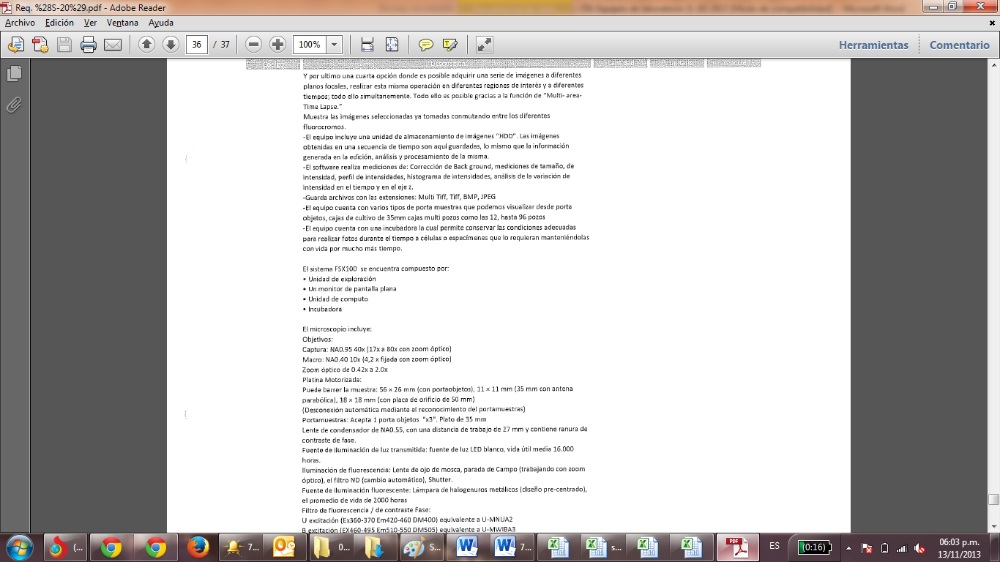 Req. %28S-20 %29.pdf - Adobe Reader
Archivo Edición Ver Ventana Ayuda
36 / 37 100% Herramientas Comentario
Código Descripción Cantidad Unitario Importe
Y por ultimo una cuarta opción donde es posible adquirir una serie de imágenes a diferentes
planos focales, realizar esta misma operación en diferentes regiones de interés y a diferentes
tiempos; todo ello simultanemente. Todo ello es posible gracias a la función de "Multi- area-
Time Lapse."
Muestra las imágenes seleccionadas ya tomadas conmutando entre los diferentes
fluorocromos.
-El equipo incluye una unidad de almacenamiento de imágenes "HDD". Las imágenes
obtenidas en una secuencia de tiempo son aquí guardadas, lo mismo que la información
generada en la edición, análisis y procesamiento de la misma.
-El software realiza mediciones de: Corrección de Back ground, mediciones de tamaño, de
intensidad, perfil de intensidades, histograma de intensidades, análisis de la variación de
intensidad en el tiempo y en el eje z.
-Guarda archivos con las extensiones: Multi Tiff, Tiff, BMP, JPEG
-El equipo cuenta con varios tipos de porta muestras que podemos visualizar desde porta
objetos, cajas de cultivo de 35mm cajas multi pozos como las 12, hasta 96 pozos
-El equipo cuenta con una incubadora la cual permite conservar las condiciones adecuadas
para realizar fotos durante el tiempo a células o especímenes que lo requieran manteniéndolas
con vida por mucho más tiempo.
El sistema FSX100 se encuentra compuesto por:
• Unidad de exploración
• Un monitor de pantalla plana
• Unidad de computo
• Incubadora
El microscopio incluye:
Objetivos:
Captura: NA0.95 40x (17x a 80x con zoom óptico)
Macro: NA0.40 10x (4,2 x fijada con zoom óptico)
Zoom óptico de 0.42x a 2.0x
Platina Motorizada:
Puede barrer la muestra: 56 × 26 mm (con portaobjetos), 11 × 11 mm (35 mm con antena
parabólica), 18 × 18 mm (con placa de orificio de 50 mm)
(Desconexión automática mediante el reconocimiento del portamuestras)
Portamuestras: Acepta 1 porta objetos "x3". Plato de 35 mm
Lente de condensador de NA0.55, con una distancia de trabajo de 27 mm y contiene ranura de
contraste de fase.
Fuente de iluminación de luz transmitida: fuente de luz LED blanco, vida útil media 16.000
horas.
Iluminación de fluorescencia: Lente de ojo de mosca, parada de Campo (trabajando con zoom
óptico), el filtro ND (cambio automático), Shutter.
Fuente de iluminación fluorescente: Lámpara de halogenuros metálicos (diseño pre-centrado),
el promedio de vida de 2000 horas
Filtro de fluorescencia / de contraste Fase:
U excitación (Ex360-370 Em420-460 DM400) equivalente a U-MNUA2
B excitación (EX460-495 Em510-550 DM505) equivalente a U-MWIBA3
(... 7... 0... S... 7... s... ES (0:16) 06:03 p.m.
13/11/2013